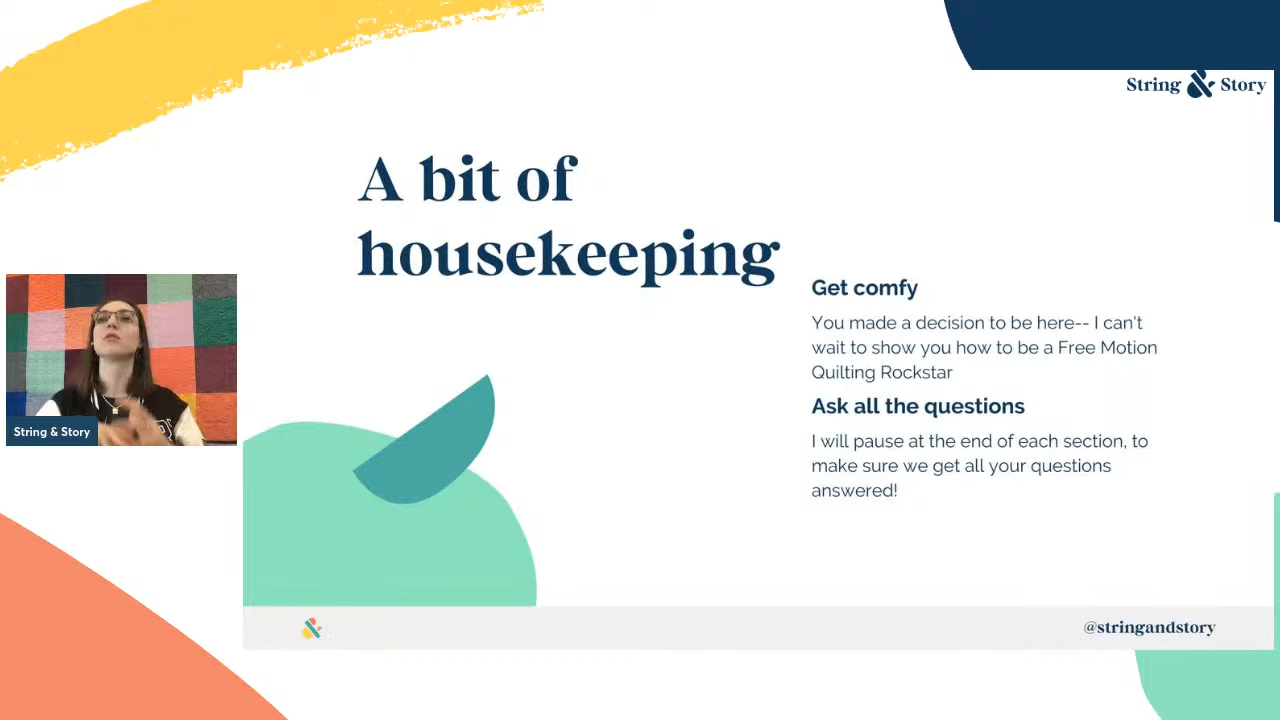 String & Story
A bit of
housekeeping
Get comfy
You made a decision to be here-- I can't
wait to show you how to be a Free Motion
Quilting Rockstar
Ask all the questions
I will pause at the end of each section, to
make sure we get all your questions
answered!
String & Story
&
@stringandstory